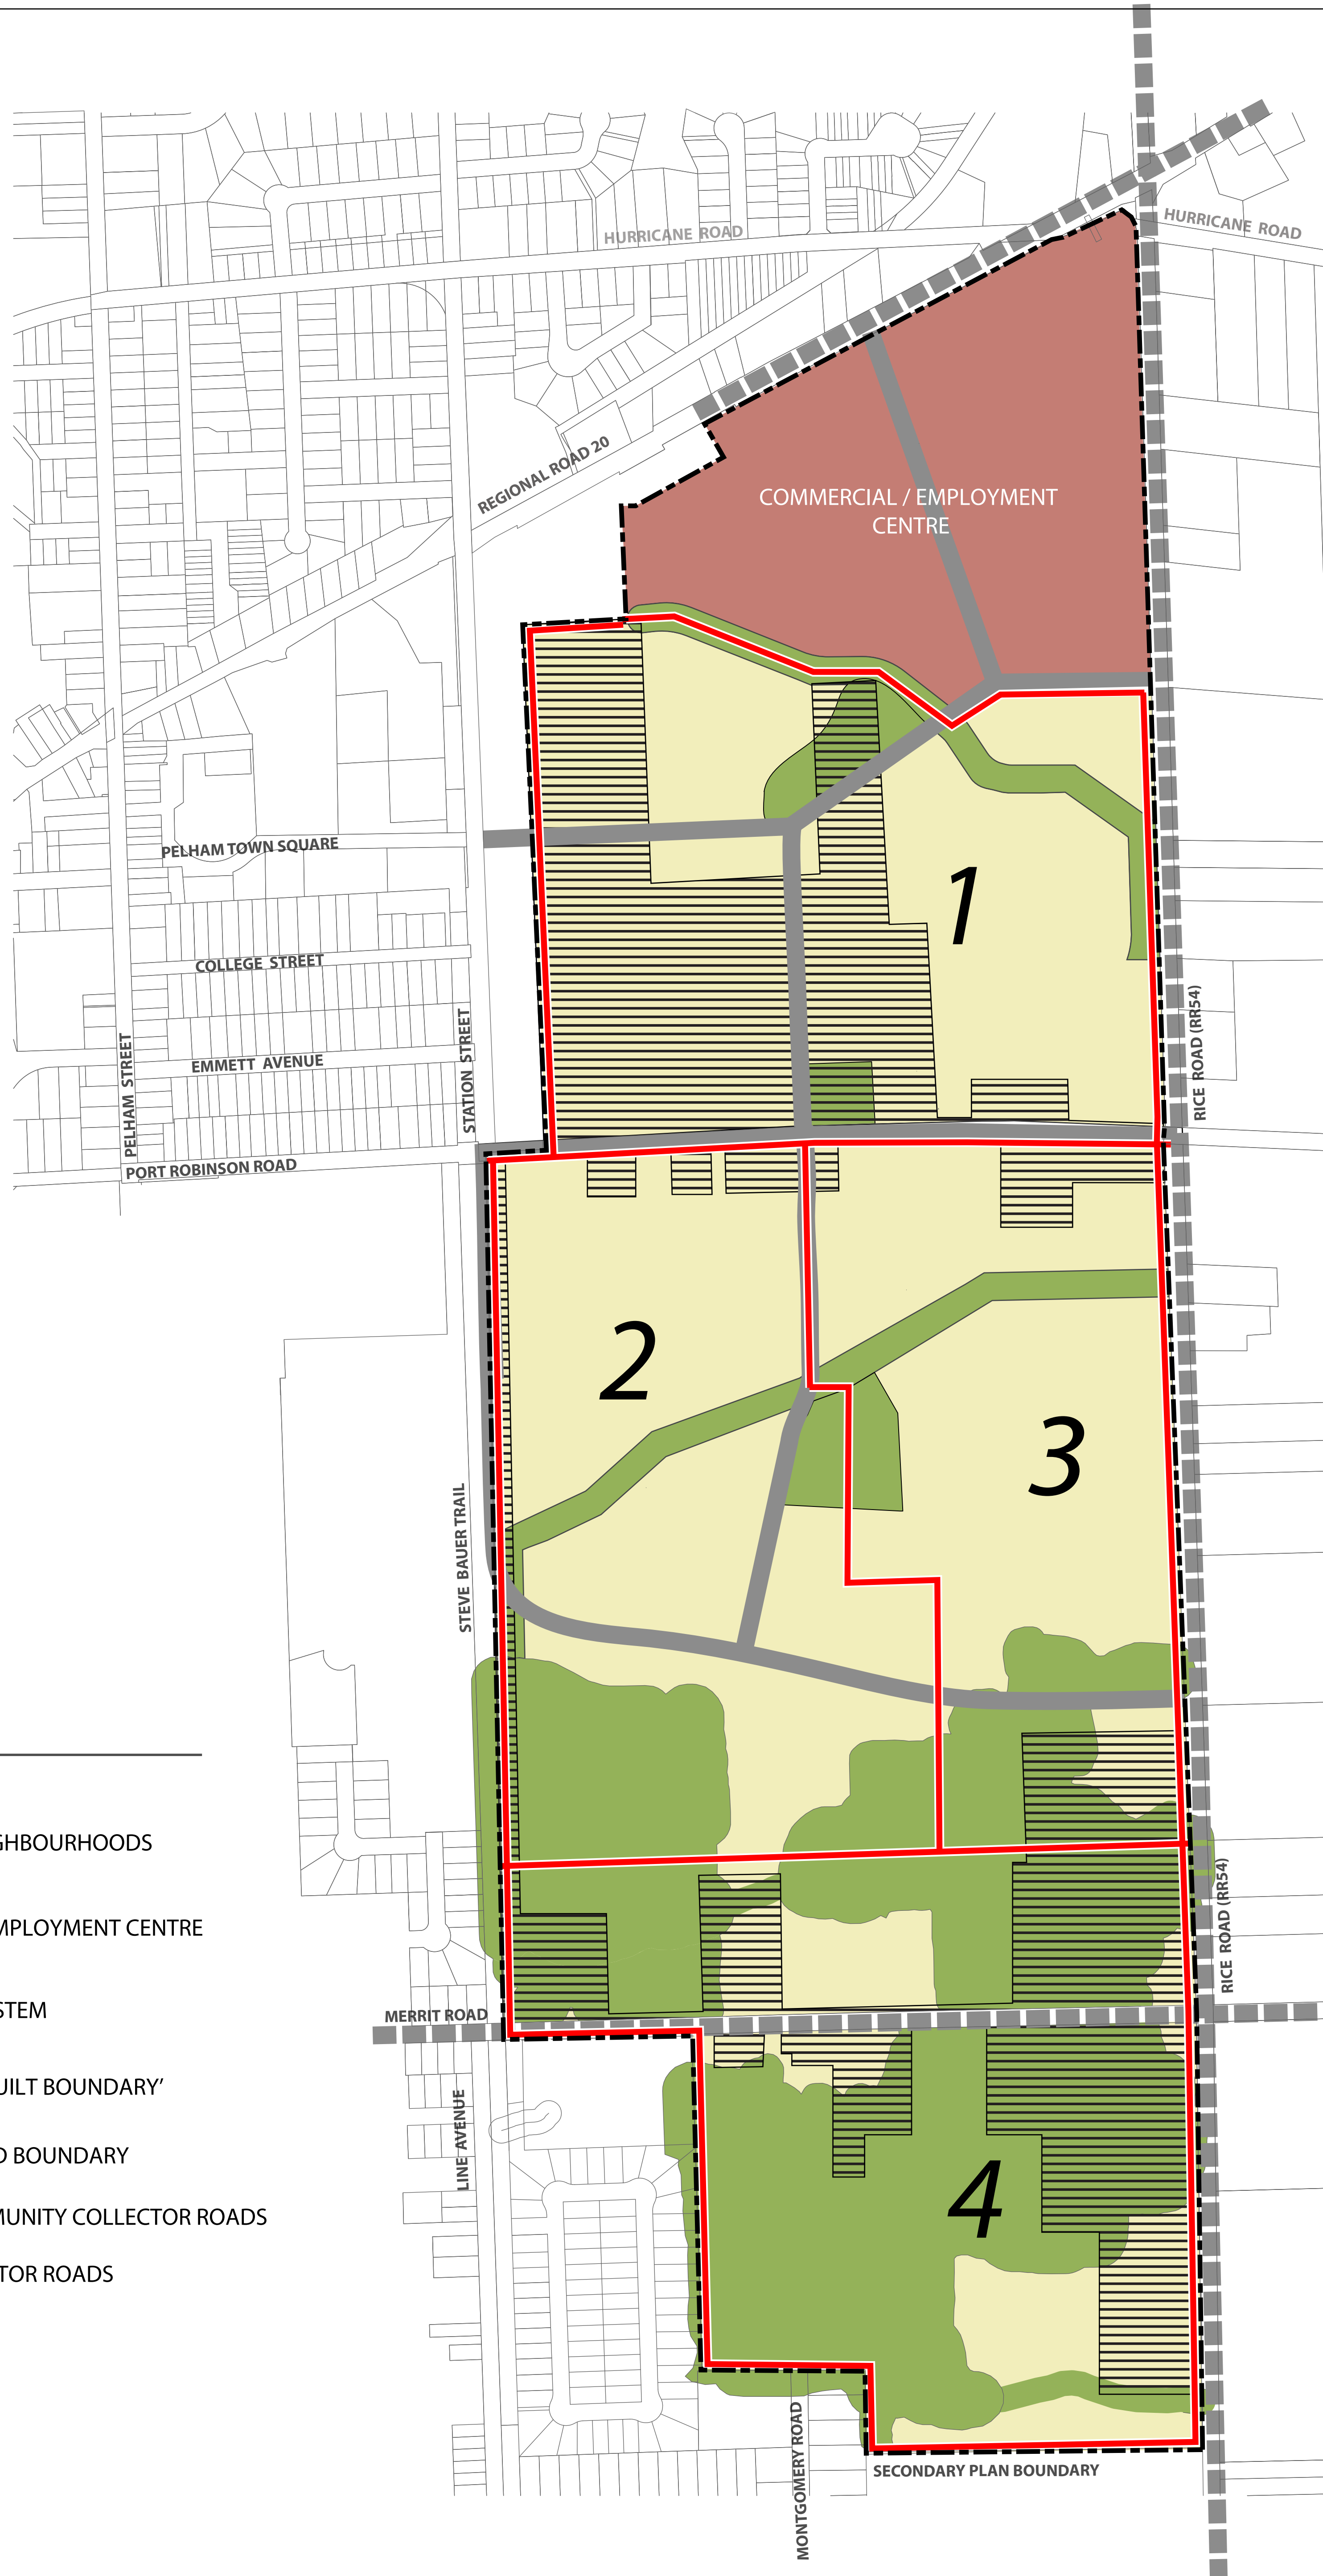 HURRICANE ROAD
HURRICANE ROAD
REGIONAL ROAD 20
COMMERCIAL / EMPLOYMENT
CENTRE
PELHAM TOWN SQUARE
1
COLLEGE STREET
EMMETT AVENUE
PELHAM STREET
STATION STREET
RICE ROAD (RR54)
PORT ROBINSON ROAD
2
3
STEVE BAUER TRAIL
GHBOURHOODS
MPLOYMENT CENTRE
STEM
RICE ROAD (RR54)
MERRIT ROAD
UILT BOUNDARY’
LINE AVENUE
D BOUNDARY
4
MUNITY COLLECTOR ROADS
TOR ROADS
MONTGOMERY ROAD
SECONDARY PLAN BOUNDARY